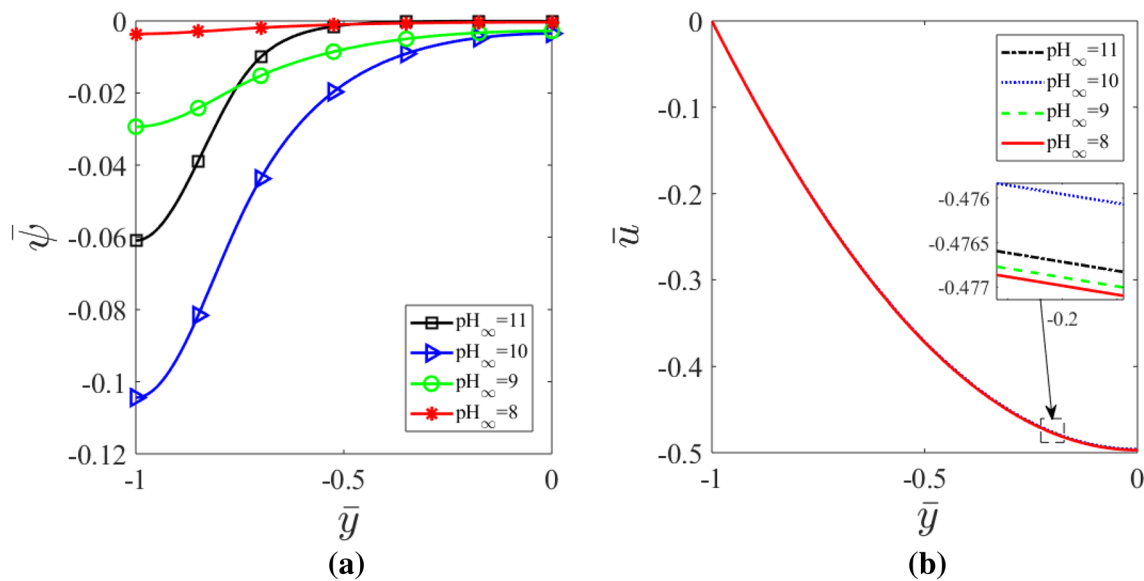 0
-0.02
-0.04
-0.06
-0.08
-0.1
-0.12
ψ̄
pH∞=11
pH∞=10
pH∞=9
pH∞=8
-1
-0.5
0
ȳ
(a)
0
-0.1
-0.2
-0.3
-0.4
-0.5
ū
pH∞=11
pH∞=10
pH∞=9
pH∞=8
-0.476
-0.4765
-0.477
-0.2
-1
-0.5
0
ȳ
(b)